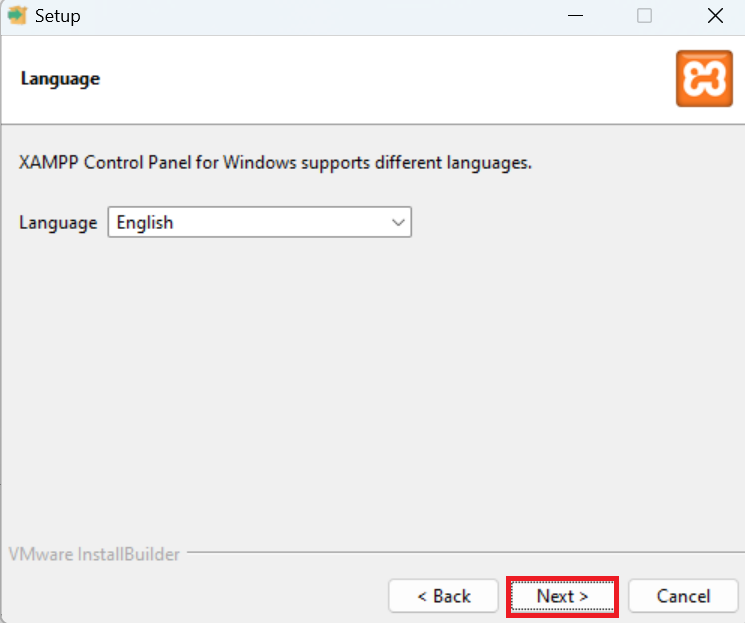 Setup
Language
XAMPP Control Panel for Windows supports different languages.
Language English
VMware InstallBuilder
< Back Next > Cancel